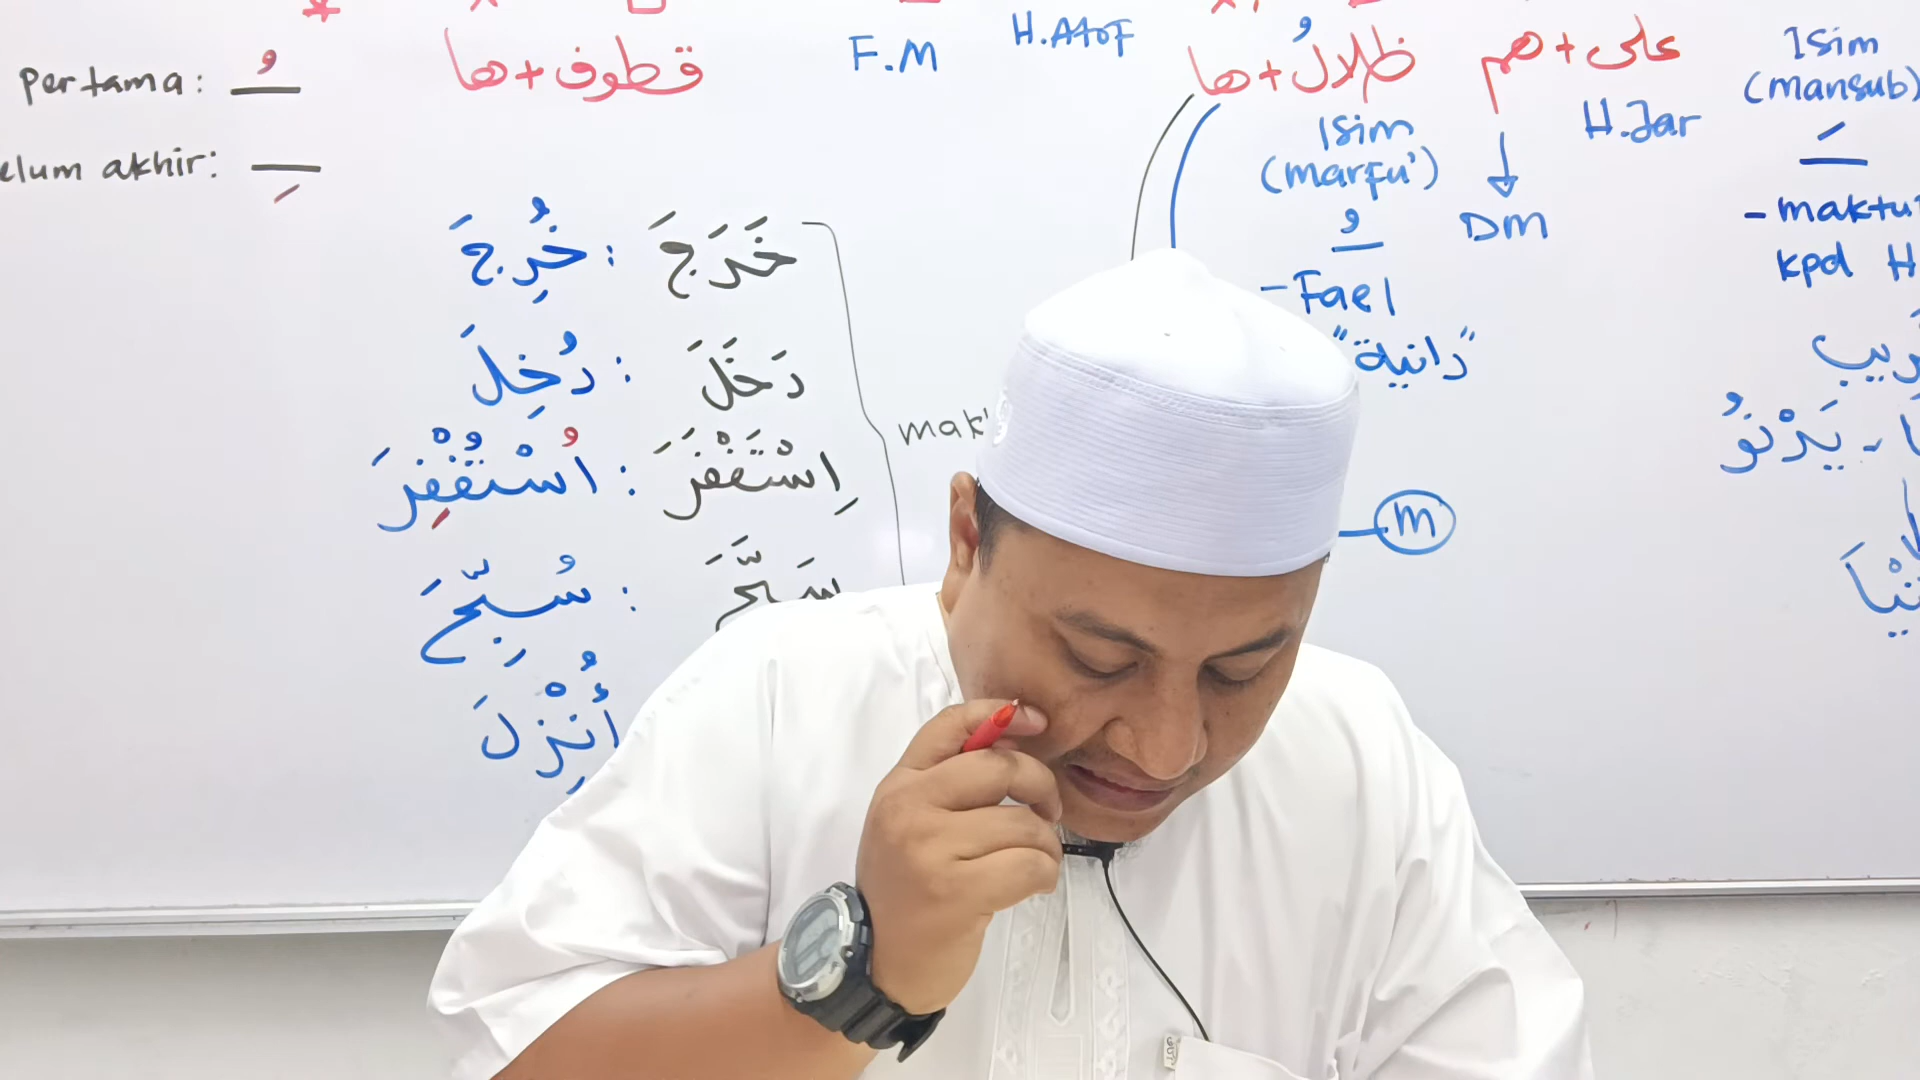 Pertama: ـُ
elum akhir: ـِ
قطوف + ها
F.M
H.Atof
ظلالُ + ها
Isim
(marfu')
ـُ
- Fael
"دانية"
على + هم
H.Jar
DM
Isim
(mansub)
ـَ
- maktu
kpd H
يَدْنُو
m
mak'
خَرَجَ : خُرِجَ
دَخَلَ : دُخِلَ
اِسْتَغْفَرَ : اُسْتُغْفِرَ
سَبَّحَ : سُبِّحَ
أُنْزِلَ